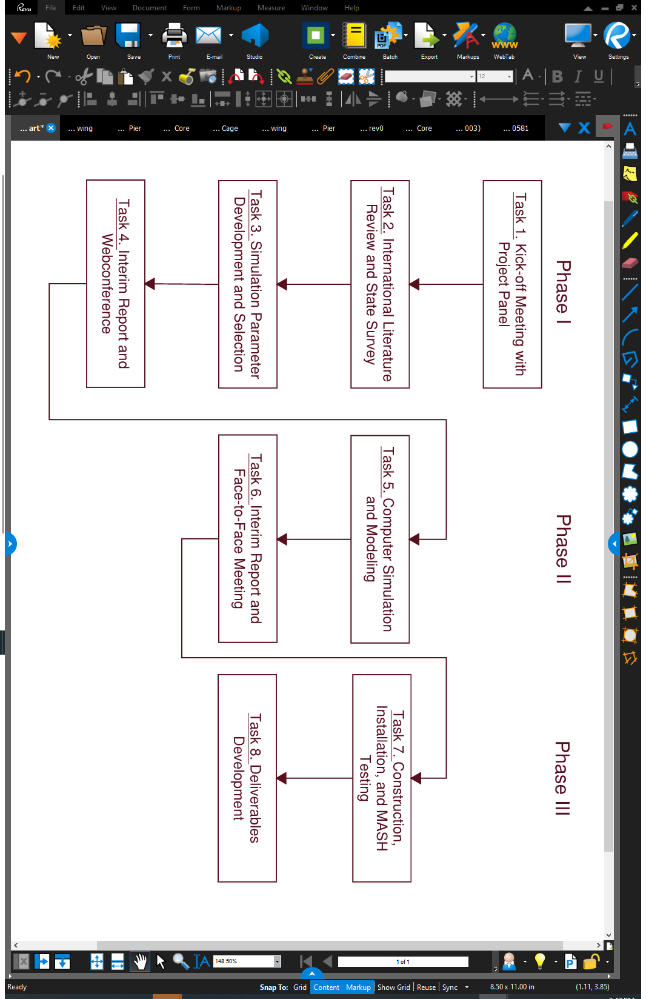 Revu File Edit View Document Form Markup Measure Window Help
New Open Save Print E-mail Studio Create Combine Batch Export Markups WebTab View Settings
PDF
WWW
12
A B I U
... art* ... wing ... Pier ... Core ... Cage ... wing ... Pier ... rev0 ... Core ... 003) ... 0581
Phase I
Task 1. Kick-off Meeting with
Project Panel
Task 2. International Literature
Review and State Survey
Task 3. Simulation Parameter
Development and Selection
Task 4. Interim Report and
Webconference
Phase II
Task 5. Computer Simulation
and Modeling
Task 6. Interim Report and
Face-to-Face Meeting
Phase III
Task 7. Construction,
Installation, and MASH
Testing
Task 8. Deliverables
Development
148.50% 1 of 1
Ready Snap To: Grid Content Markup Show Grid Reuse Sync 8.50 x 11.00 in (1.11, 3.85)